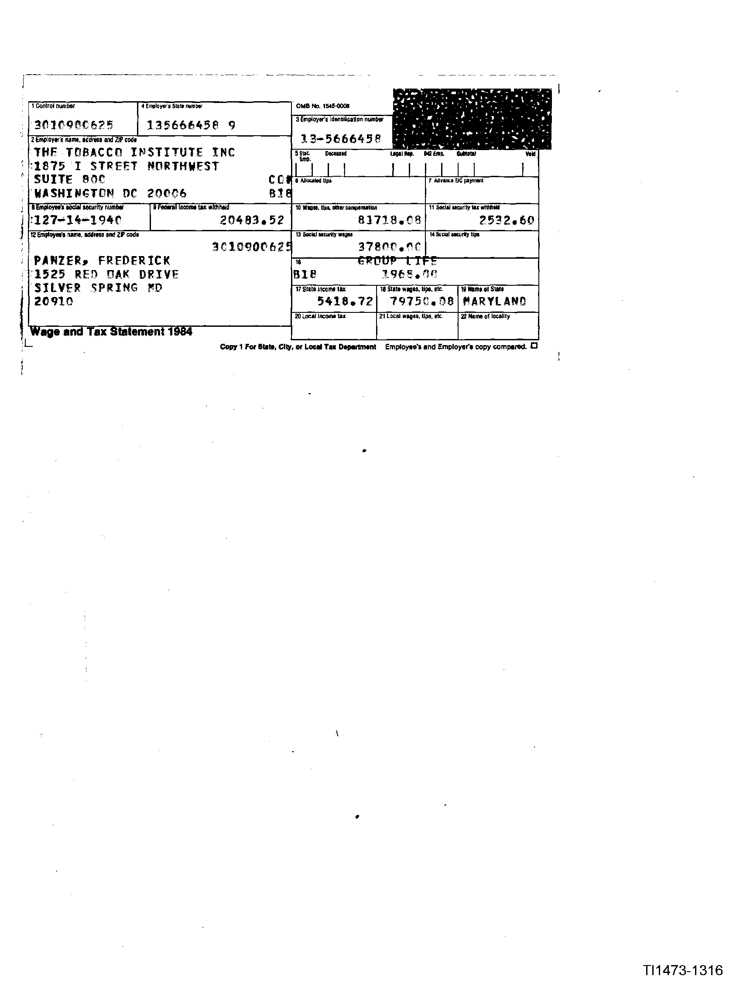 1 Control number 4 Employer's State number OMB No. 1545-0008
3010900625 135666458 9 3 Employer's identification number
13-5666458
2 Employer's name, address and ZIP code
THE TOBACCO INSTITUTE INC
1875 I STREET NORTHWEST
SUITE 800 CO#
WASHINGTON DC 20006 B18
5 Stat. Emp. Deceased Legal Rep. 942 Emp. Subtotal Void
6 Allocated tips 7 Advance EIC payment
8 Employee's social security number 9 Federal income tax withheld 10 Wages, tips, other compensation 11 Social security tax withheld
127-14-1940 20483.52 81718.08 2532.60
12 Employee's name, address and ZIP code 13 Social security wages 14 Social security tips
3010900625 37800.00
PANZER, FREDERICK 16 GROUP LIFE
1525 RED OAK DRIVE B18 1968.00
SILVER SPRING MD 17 State income tax 18 State wages, tips, etc. 19 Name of State
20910 5418.72 79750.08 MARYLAND
20 Local income tax 21 Local wages, tips, etc. 22 Name of locality
Wage and Tax Statement 1984
Copy 1 For State, City, or Local Tax Department Employee's and Employer's copy compared.
TI1473-1316